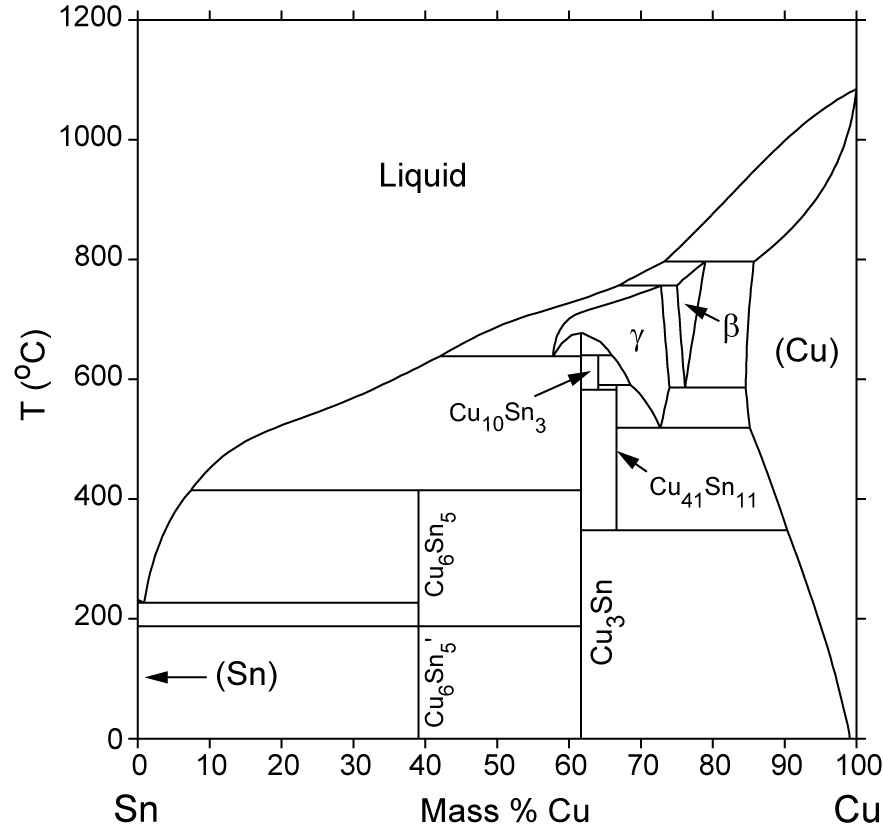 1200
1000
800
600
400
200
0
T (°C)
Liquid
γ
β
(Cu)
Cu10Sn3
Cu41Sn11
Cu6Sn5
Cu3Sn
(Sn)
Cu6Sn5'
0 10 20 30 40 50 60 70 80 90 100
Sn Mass % Cu Cu